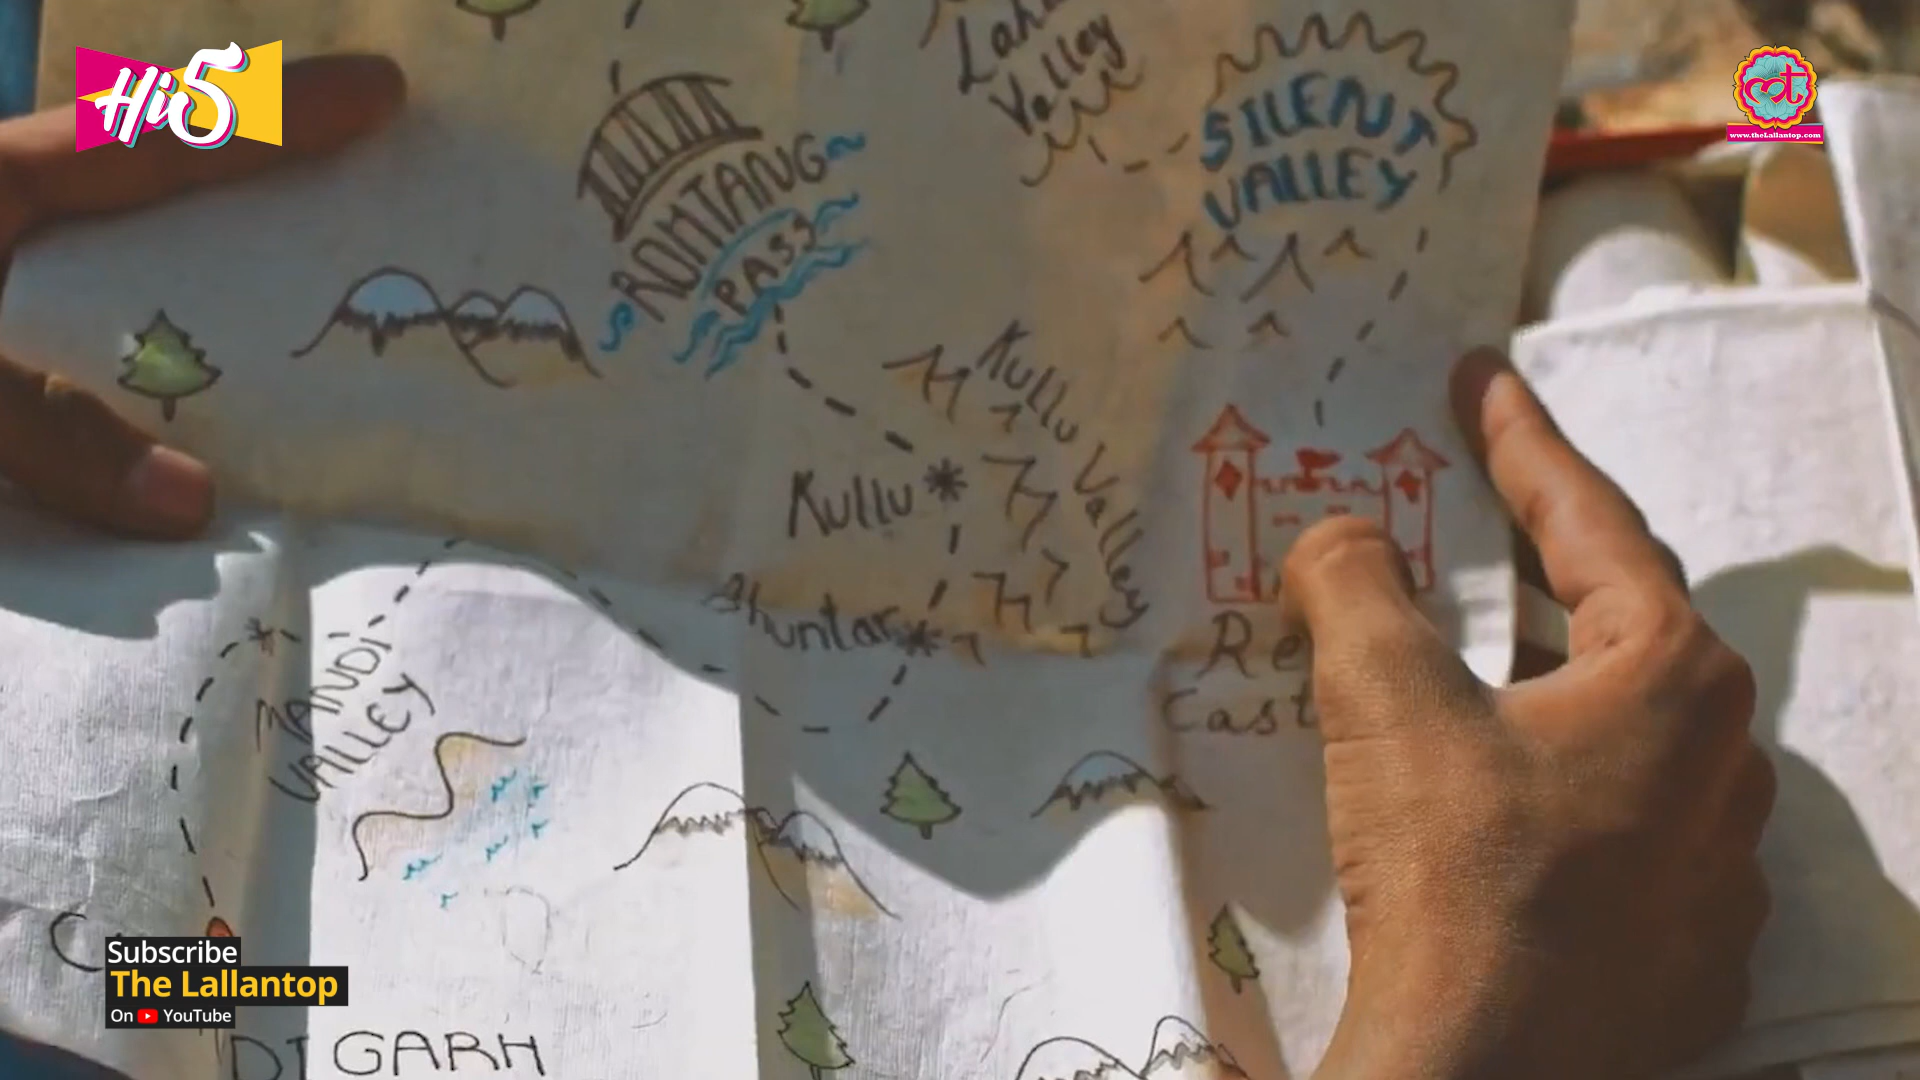 Hi5
www.theLallantop.com
Valley
SILENT
VALLEY
ROHTANG
PASS
Kullu Valley
Kullu
Bhuntar
MANDI
VALLEY
DIGARH
Subscribe
The Lallantop
On YouTube